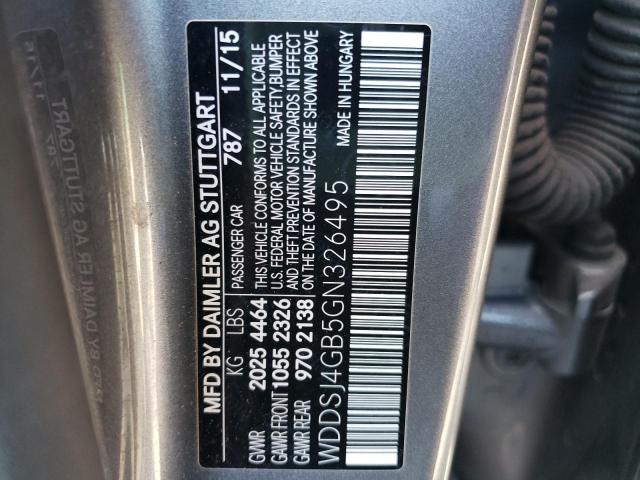 MFD BY DAIMLER AG STUTTGART
KG LBS 787 11/15
PASSENGER CAR
GVWR 2025 4464
GAWR FRONT 1055 2326
GAWR REAR 970 2138
THIS VEHICLE CONFORMS TO ALL APPLICABLE
U.S. FEDERAL MOTOR VEHICLE SAFETY, BUMPER
AND THEFT PREVENTION STANDARDS IN EFFECT
ON THE DATE OF MANUFACTURE SHOWN ABOVE
WDDSJ4GB5GN326495 MADE IN HUNGARY